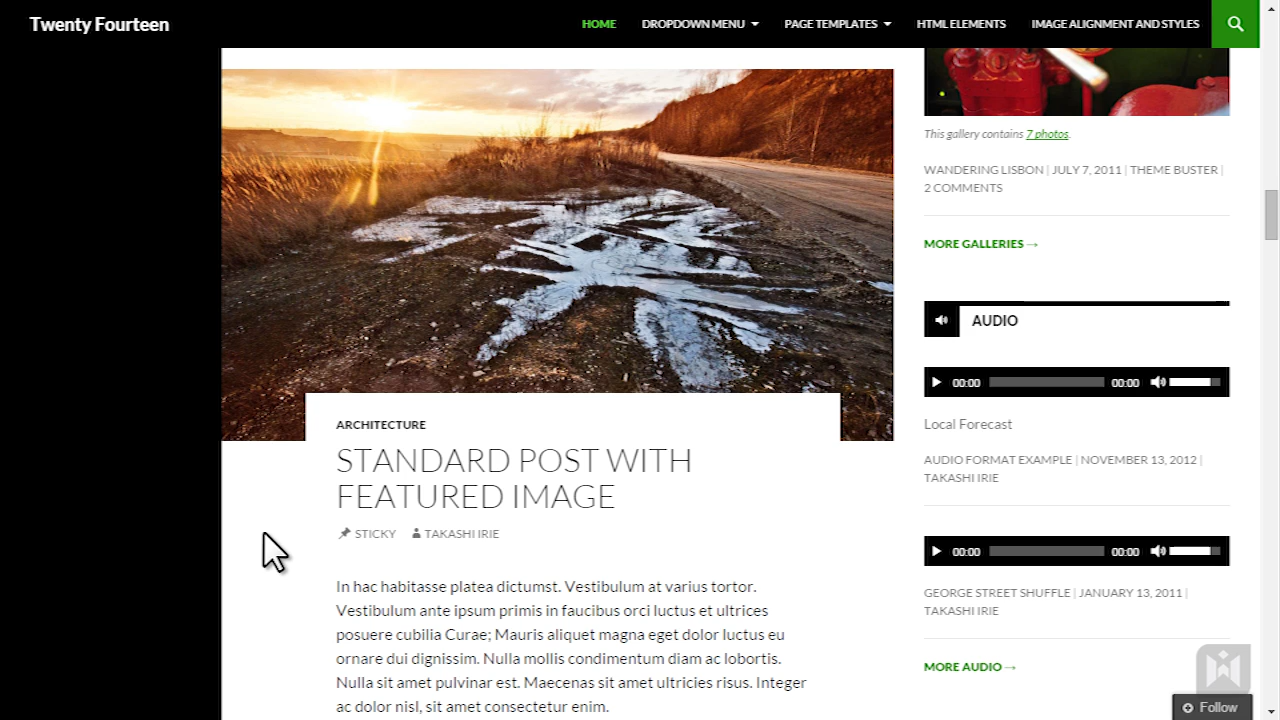 Twenty Fourteen
HOME
DROPDOWN MENU
PAGE TEMPLATES
HTML ELEMENTS
IMAGE ALIGNMENT AND STYLES
ARCHITECTURE
STANDARD POST WITH
FEATURED IMAGE
STICKY TAKASHI IRIE
In hac habitasse platea dictumst. Vestibulum at varius tortor.
Vestibulum ante ipsum primis in faucibus orci luctus et ultrices
posuere cubilia Curae; Mauris aliquet magna eget dolor luctus eu
ornare dui dignissim. Nulla mollis condimentum diam ac lobortis.
Nulla sit amet pulvinar est. Maecenas sit amet ultricies risus. Integer
ac dolor nisl, sit amet consectetur enim.
This gallery contains 7 photos.
WANDERING LISBON | JULY 7, 2011 | THEME BUSTER |
2 COMMENTS
MORE GALLERIES →
AUDIO
00:00 00:00
Local Forecast
AUDIO FORMAT EXAMPLE | NOVEMBER 13, 2012 |
TAKASHI IRIE
00:00 00:00
GEORGE STREET SHUFFLE | JANUARY 13, 2011 |
TAKASHI IRIE
MORE AUDIO →
Follow